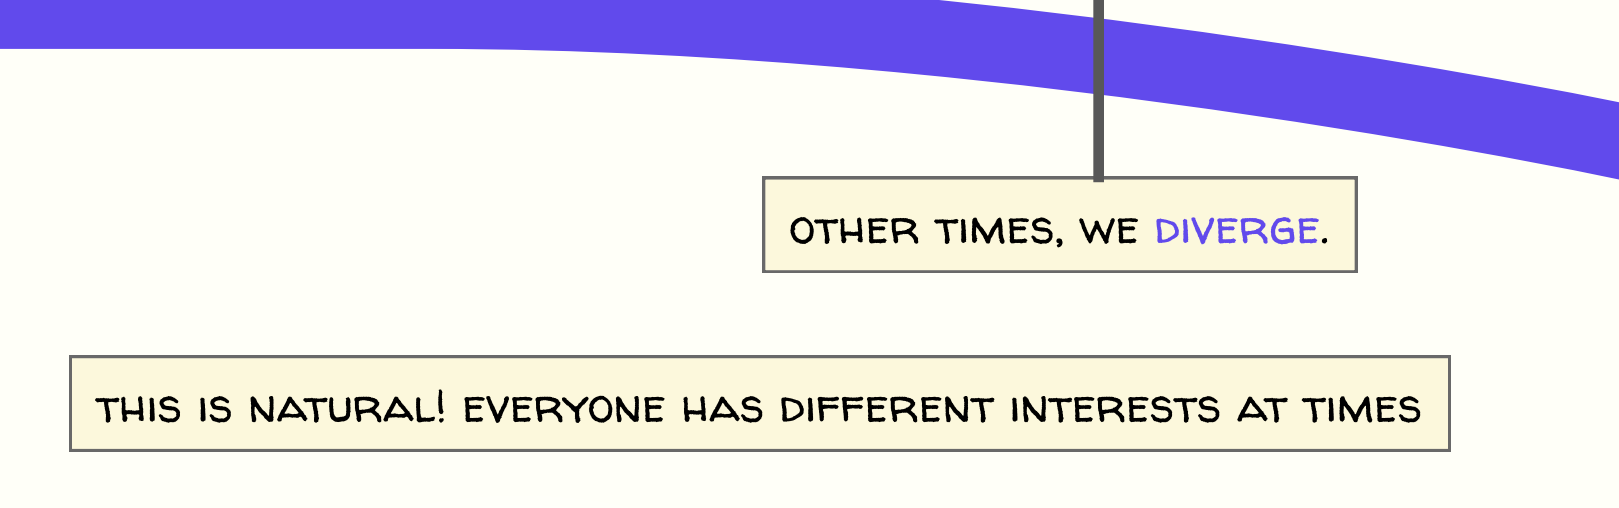 OTHER TIMES, WE DIVERGE.
THIS IS NATURAL! EVERYONE HAS DIFFERENT INTERESTS AT TIMES